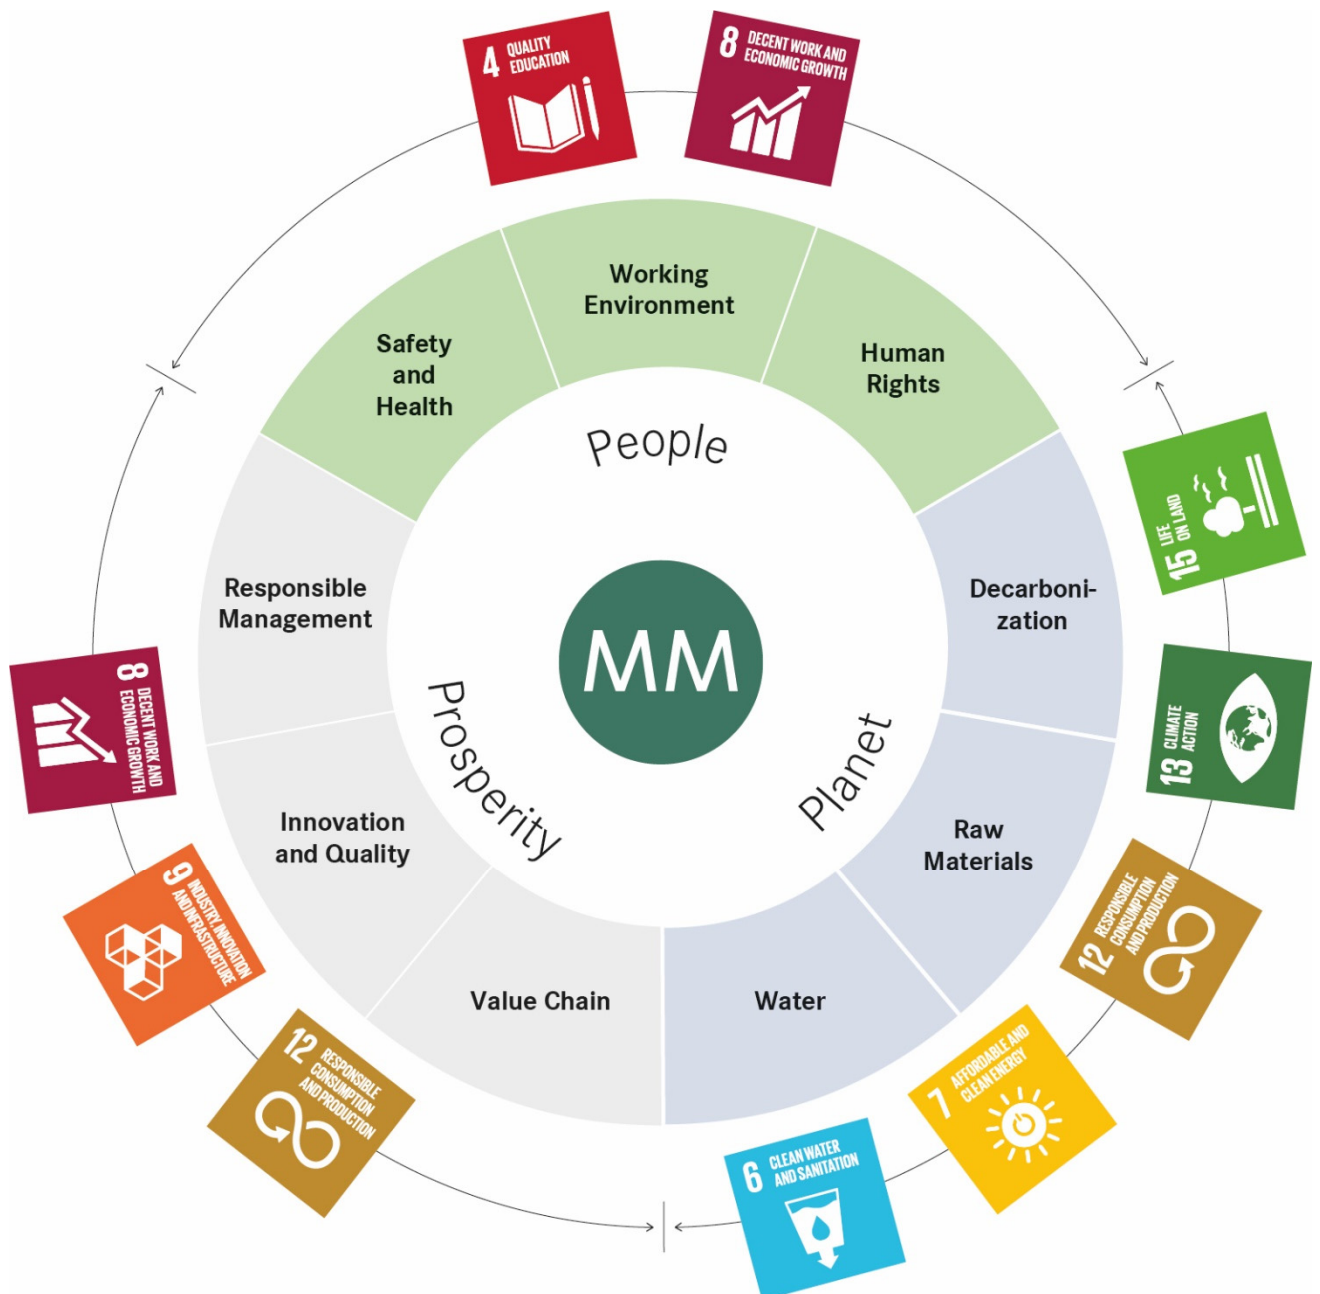 4 QUALITY
EDUCATION
8 DECENT WORK AND
ECONOMIC GROWTH
Working
Environment
Safety
and
Health
Human
Rights
People
15 LIFE
ON LAND
Responsible
Management
Decarboni-
zation
MM
8 DECENT WORK AND
ECONOMIC GROWTH
Prosperity
Planet
13 CLIMATE
ACTION
Innovation
and Quality
Raw
Materials
9 INDUSTRY, INNOVATION
AND INFRASTRUCTURE
12 RESPONSIBLE
CONSUMPTION
AND PRODUCTION
Value Chain
Water
12 RESPONSIBLE
CONSUMPTION
AND PRODUCTION
7 AFFORDABLE AND
CLEAN ENERGY
6 CLEAN WATER
AND SANITATION